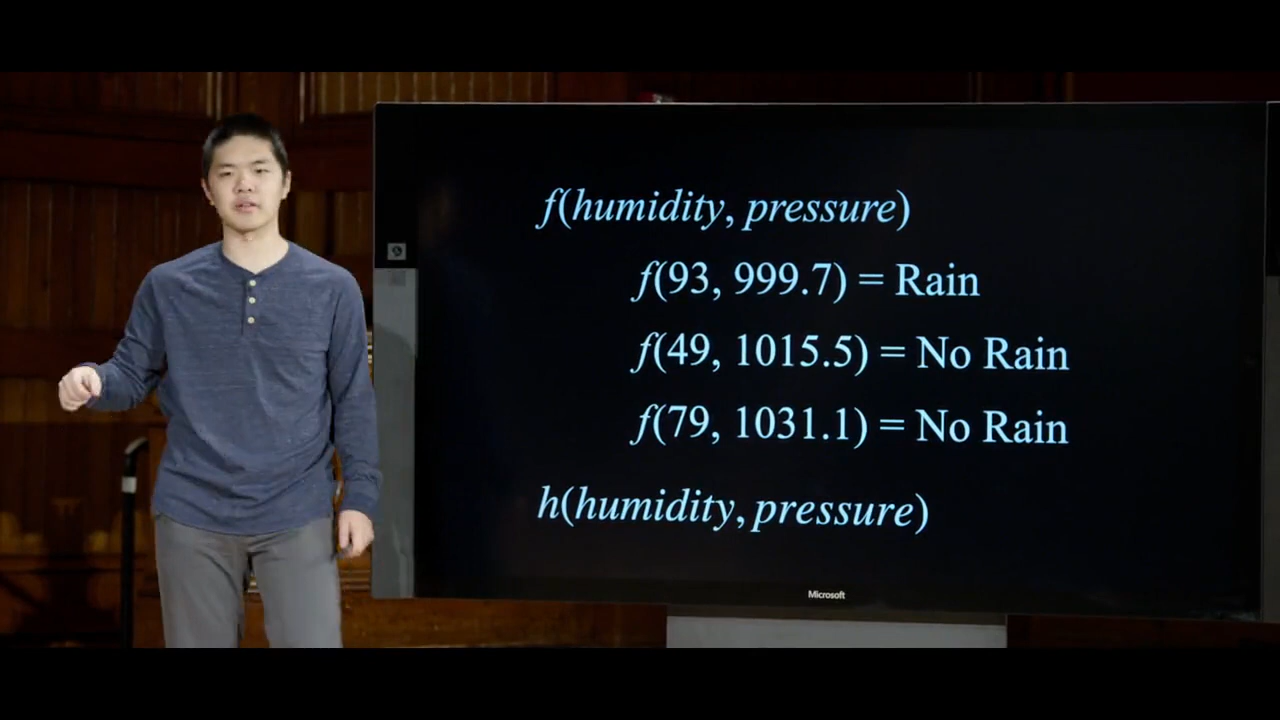 f(humidity, pressure)
f(93, 999.7) = Rain
f(49, 1015.5) = No Rain
f(79, 1031.1) = No Rain
h(humidity, pressure)
Microsoft